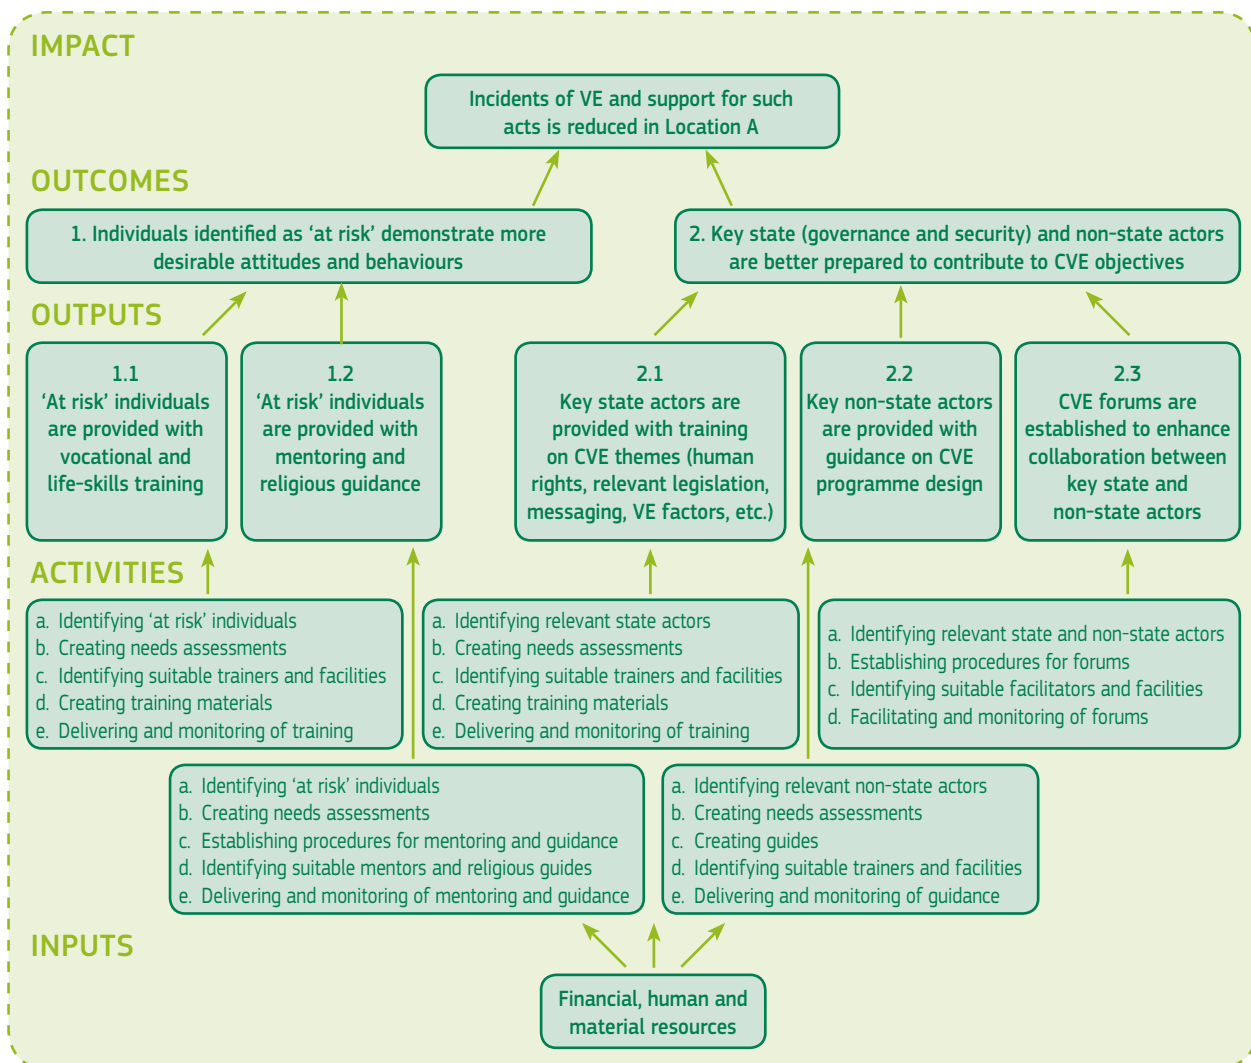 IMPACT
Incidents of VE and support for such
acts is reduced in Location A
OUTCOMES
1. Individuals identified as ‘at risk’ demonstrate more
desirable attitudes and behaviours
2. Key state (governance and security) and non-state actors
are better prepared to contribute to CVE objectives
OUTPUTS
1.1
‘At risk’ individuals
are provided with
vocational and
life-skills training
1.2
‘At risk’ individuals
are provided with
mentoring and
religious guidance
2.1
Key state actors are
provided with training
on CVE themes (human
rights, relevant legislation,
messaging, VE factors, etc.)
2.2
Key non-state actors
are provided with
guidance on CVE
programme design
2.3
CVE forums are
established to enhance
collaboration between
key state and
non-state actors
ACTIVITIES
a. Identifying ‘at risk’ individuals
b. Creating needs assessments
c. Identifying suitable trainers and facilities
d. Creating training materials
e. Delivering and monitoring of training
a. Identifying relevant state actors
b. Creating needs assessments
c. Identifying suitable trainers and facilities
d. Creating training materials
e. Delivering and monitoring of training
a. Identifying relevant state and non-state actors
b. Establishing procedures for forums
c. Identifying suitable facilitators and facilities
d. Facilitating and monitoring of forums
a. Identifying ‘at risk’ individuals
b. Creating needs assessments
c. Establishing procedures for mentoring and guidance
d. Identifying suitable mentors and religious guides
e. Delivering and monitoring of mentoring and guidance
a. Identifying relevant non-state actors
b. Creating needs assessments
c. Creating guides
d. Identifying suitable trainers and facilities
e. Delivering and monitoring of guidance
INPUTS
Financial, human and
material resources